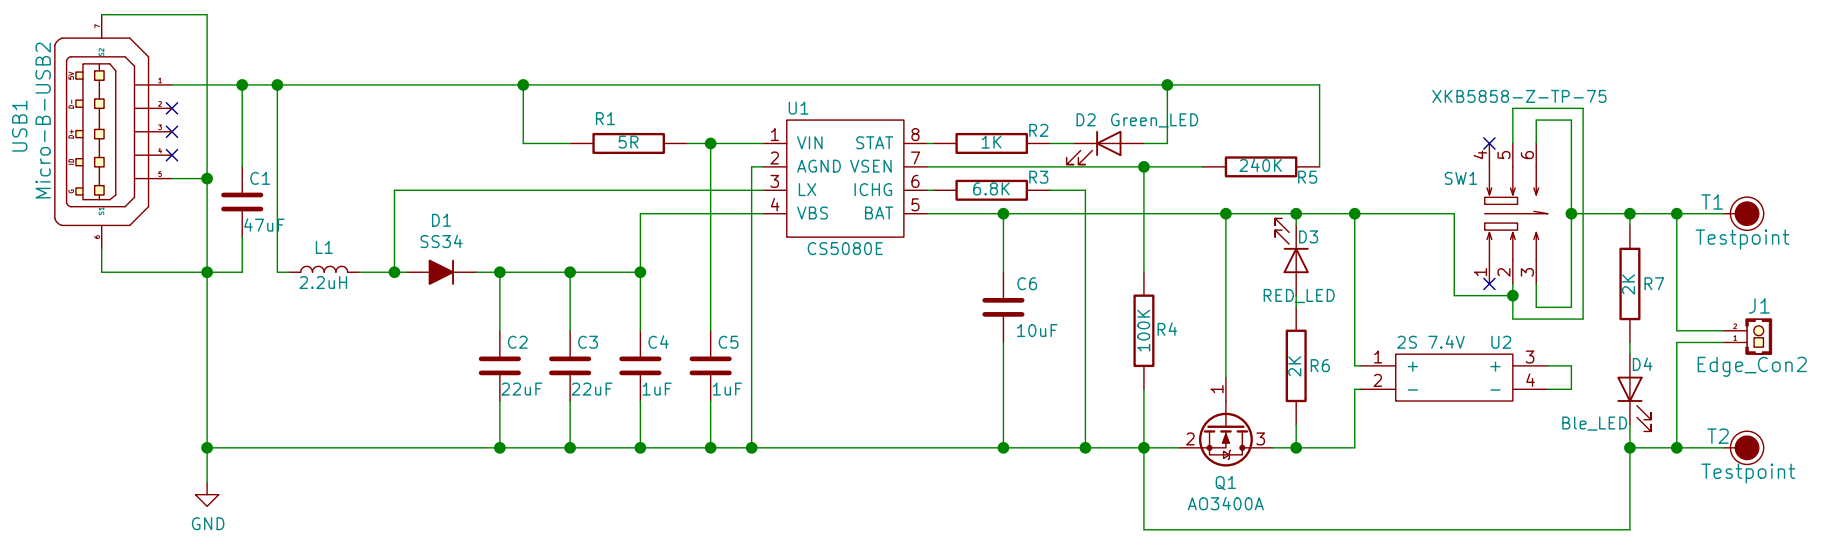 USB1
Micro-B-USB2
7
S2
5V
D-
D+
ID
G
S1
1
2
3
4
5
6
C1
47uF
GND
L1
2.2uH
D1
SS34
C2
22uF
C3
22uF
C4
1uF
C5
1uF
R1
5R
U1
1 VIN STAT 8
2 AGND VSEN 7
3 LX ICHG 6
4 VBS BAT 5
CS5080E
1K R2
6.8K R3
D2 Green_LED
240K R5
C6
10uF
100K R4
D3
RED_LED
2K R6
1
2 3
Q1
AO3400A
XKB5858-Z-TP-75
4 5 6
SW1
1 2 3
2S 7.4V U2
1 + + 3
2 - - 4
2K R7
D4
Ble_LED
T1
Testpoint
J1
2
1
Edge_Con2
T2
Testpoint